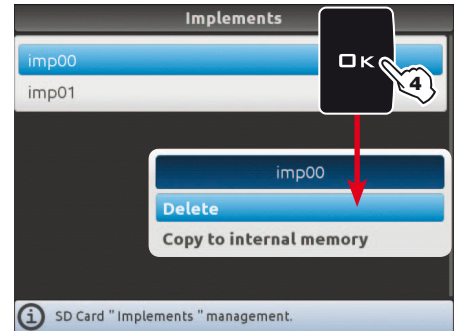 Implements
imp00
OK
4
imp01
imp00
Delete
Copy to internal memory
i
SD Card " Implements " management.